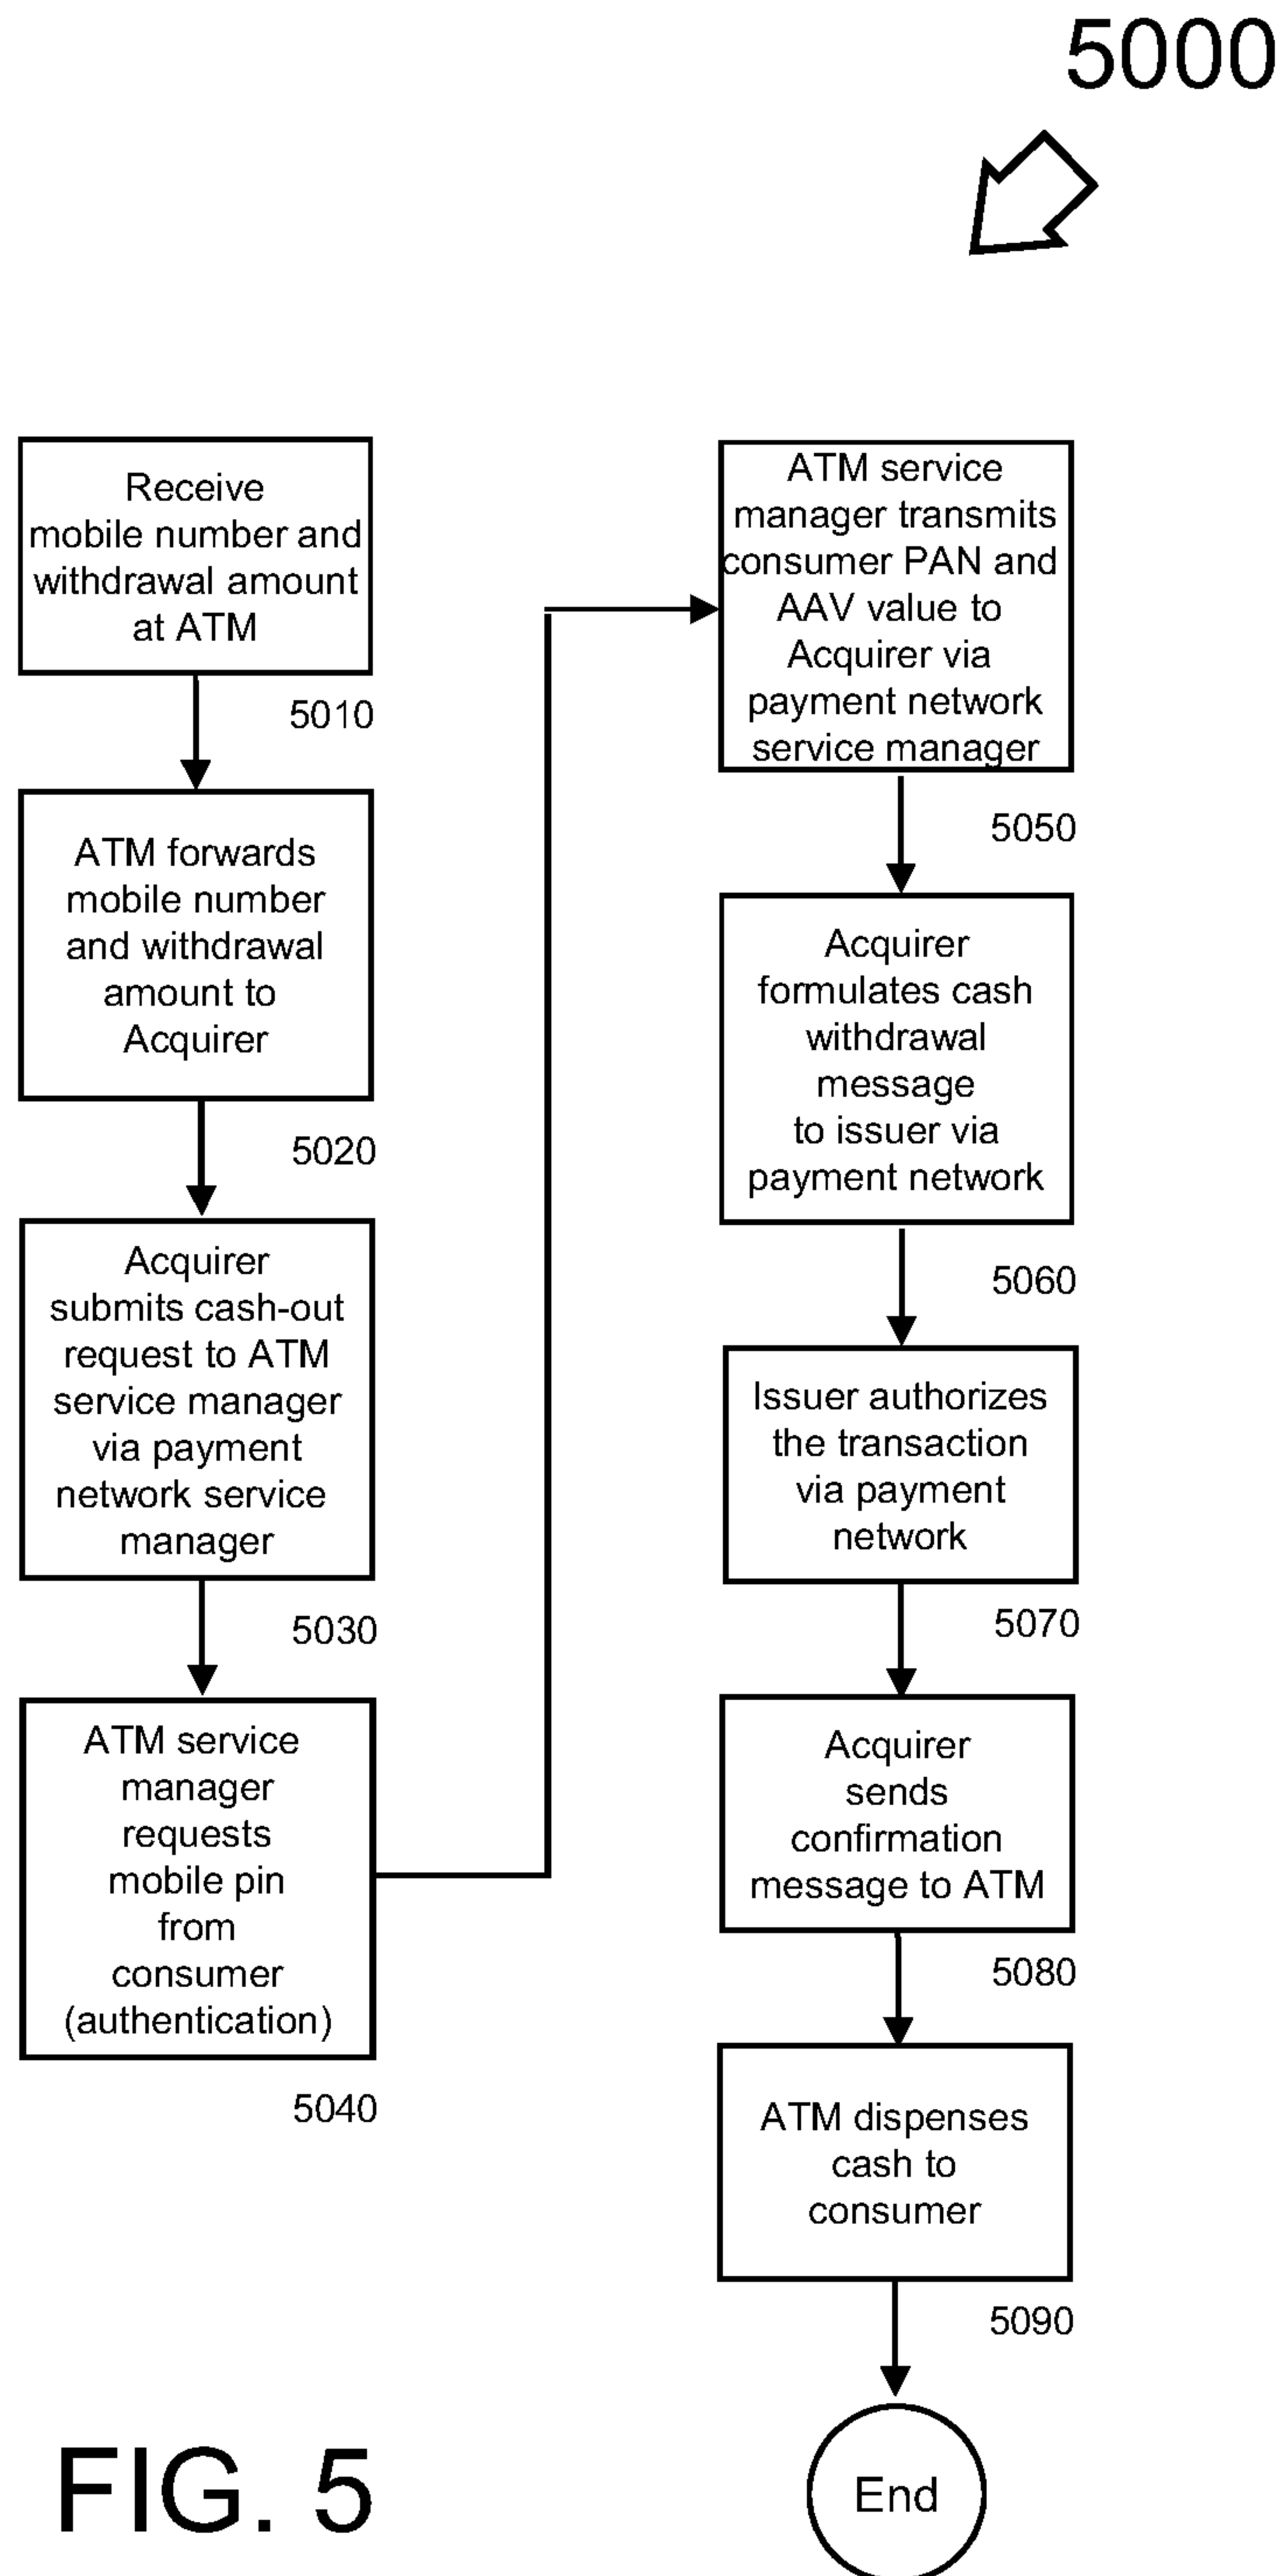 5000
Receive
mobile number and
withdrawal amount
at ATM
5010
ATM forwards
mobile number
and withdrawal
amount to
Acquirer
5020
Acquirer
submits cash-out
request to ATM
service manager
via payment
network service
manager
5030
ATM service
manager
requests
mobile pin
from
consumer
(authentication)
5040
ATM service
manager transmits
consumer PAN and
AAV value to
Acquirer via
payment network
service manager
5050
Acquirer
formulates cash
withdrawal
message
to issuer via
payment network
5060
Issuer authorizes
the transaction
via payment
network
5070
Acquirer
sends
confirmation
message to ATM
5080
ATM dispenses
cash to
consumer
5090
End
FIG. 5